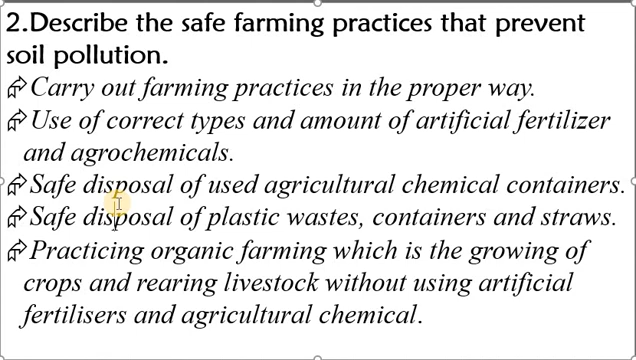 2.Describe the safe farming practices that prevent
soil pollution.
Carry out farming practices in the proper way.
Use of correct types and amount of artificial fertilizer
and agrochemicals.
Safe disposal of used agricultural chemical containers.
Safe disposal of plastic wastes, containers and straws.
Practicing organic farming which is the growing of
crops and rearing livestock without using artificial
fertilisers and agricultural chemical.